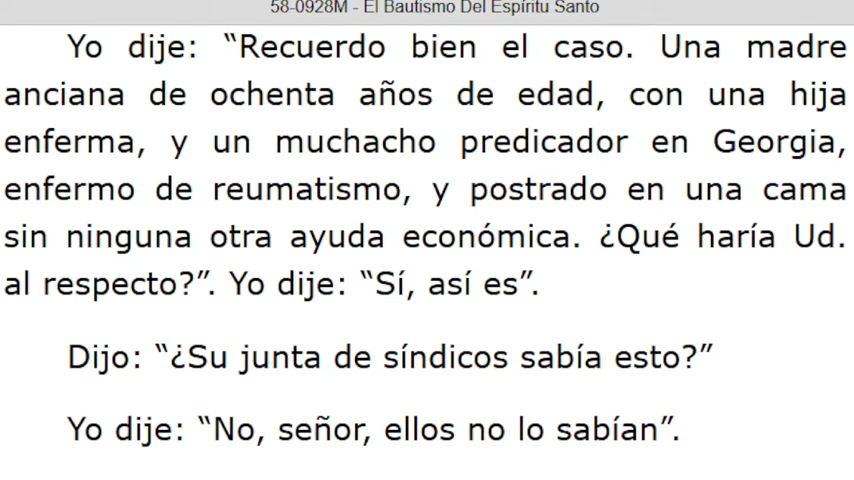 58-0928M - El Bautismo Del Espíritu Santo
Yo dije: “Recuerdo bien el caso. Una madre
anciana de ochenta años de edad, con una hija
enferma, y un muchacho predicador en Georgia,
enfermo de reumatismo, y postrado en una cama
sin ninguna otra ayuda económica. ¿Qué haría Ud.
al respecto?”. Yo dije: “Sí, así es”.
Dijo: “¿Su junta de síndicos sabía esto?”
Yo dije: “No, señor, ellos no lo sabían”.